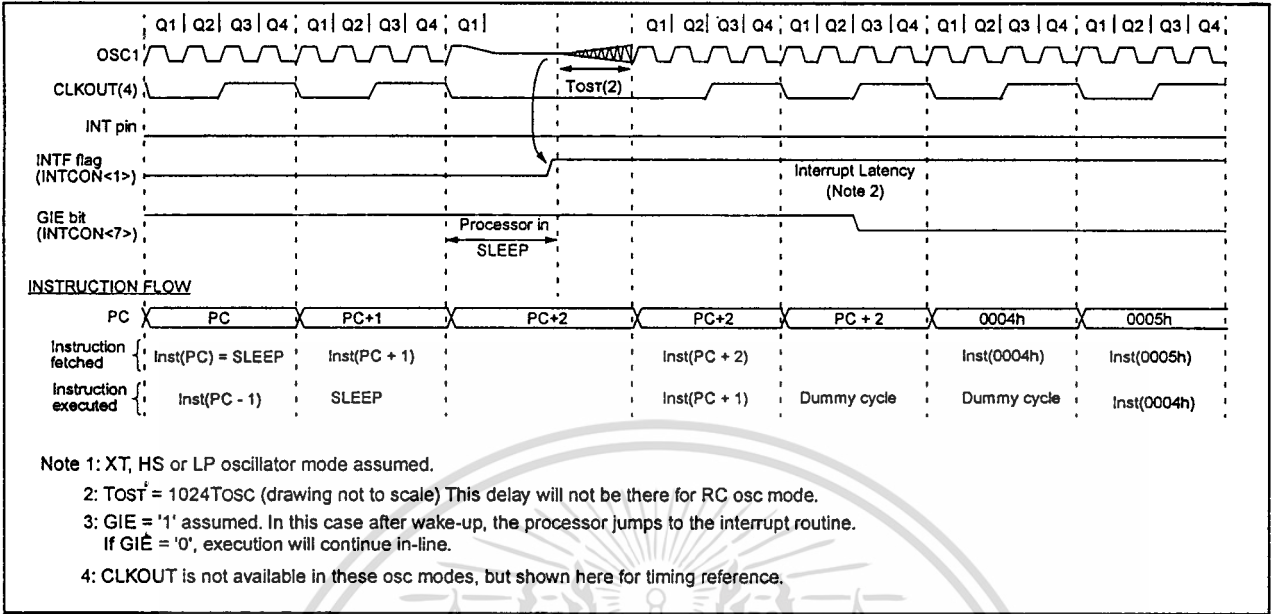 Q1 Q2 Q3 Q4 Q1 Q2 Q3 Q4 Q1 Q1 Q2 Q3 Q4 Q1 Q2 Q3 Q4 Q1 Q2 Q3 Q4 Q1 Q2 Q3 Q4
OSC1
TOST(2)
CLKOUT(4)
INT pin
INTF flag
(INTCON<1>)
Interrupt Latency
(Note 2)
GIE bit
(INTCON<7>)
Processor in
SLEEP
INSTRUCTION FLOW
PC PC PC+1 PC+2 PC+2 PC + 2 0004h 0005h
Instruction
fetched
Inst(PC) = SLEEP Inst(PC + 1) Inst(PC + 2) Inst(0004h) Inst(0005h)
Instruction
executed
Inst(PC - 1) SLEEP Inst(PC + 1) Dummy cycle Dummy cycle Inst(0004h)
Note 1: XT, HS or LP oscillator mode assumed.
2: TOST = 1024TOSC (drawing not to scale) This delay will not be there for RC osc mode.
3: GIE = '1' assumed. In this case after wake-up, the processor jumps to the interrupt routine.
If GIE = '0', execution will continue in-line.
4: CLKOUT is not available in these osc modes, but shown here for timing reference.